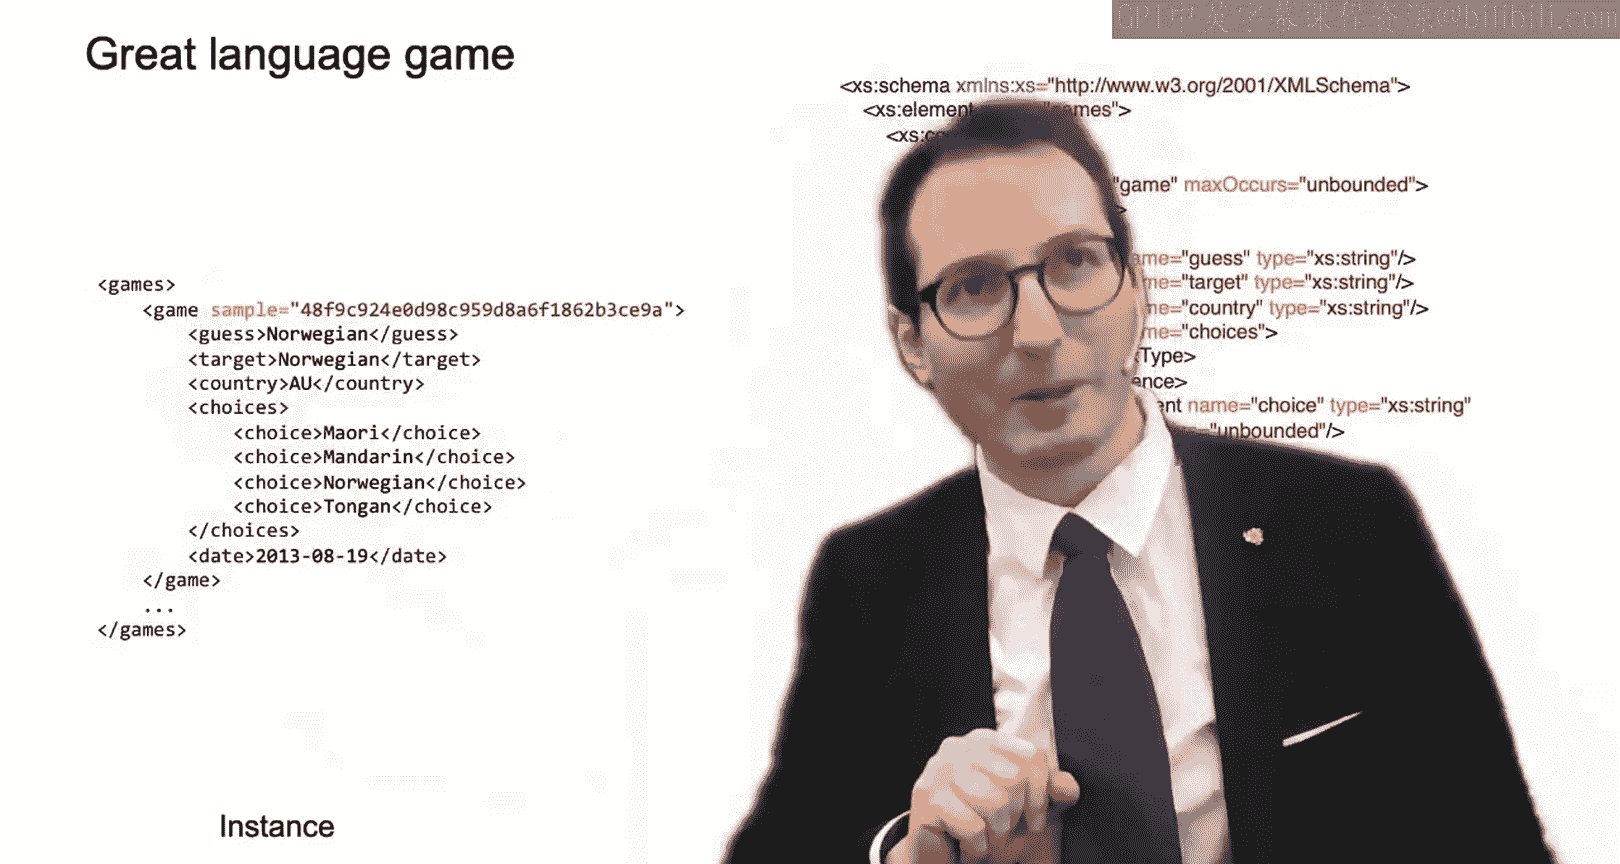 Great language game
<games>
<game sample="48f9c924e0d98c959d8a6f1862b3ce9a">
<guess>Norwegian</guess>
<target>Norwegian</target>
<country>AU</country>
<choices>
<choice>Maori</choice>
<choice>Mandarin</choice>
<choice>Norwegian</choice>
<choice>Tongan</choice>
</choices>
<date>2013-08-19</date>
</game>
...
</games>
Instance
<xs:schema xmlns:xs="http://www.w3.org/2001/XMLSchema">
<xs:element "games">
"game" maxOccurs="unbounded">
>
="guess" type="xs:string"/>
="target" type="xs:string"/>
="country" type="xs:string"/>
="choices">
Type>
ence>
name="choice" type="xs:string"
"unbounded"/>
@bilibili.com